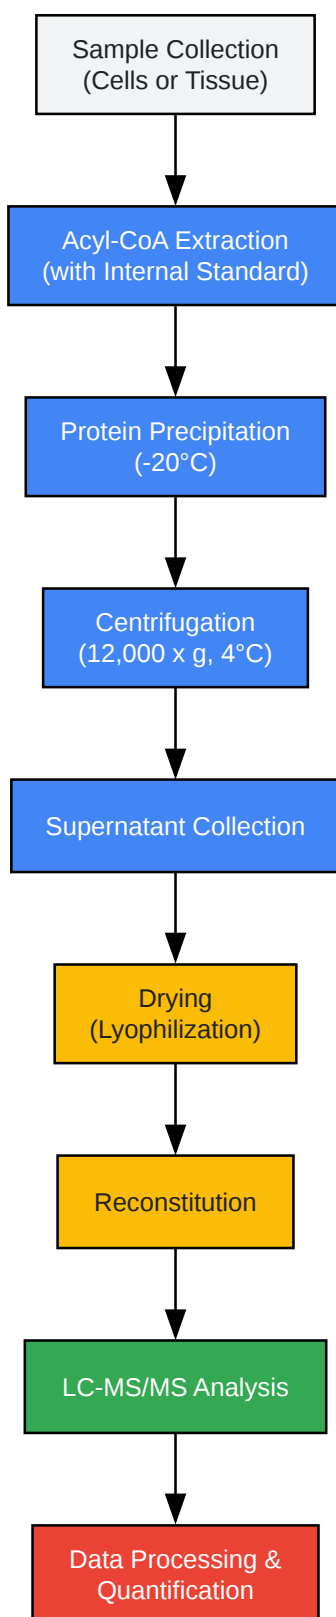 Sample Collection
(Cells or Tissue)
Acyl-CoA Extraction
(with Internal Standard)
Protein Precipitation
(-20°C)
Centrifugation
(12,000 x g, 4°C)
Supernatant Collection
Drying
(Lyophilization)
Reconstitution
LC-MS/MS Analysis
Data Processing &
Quantification